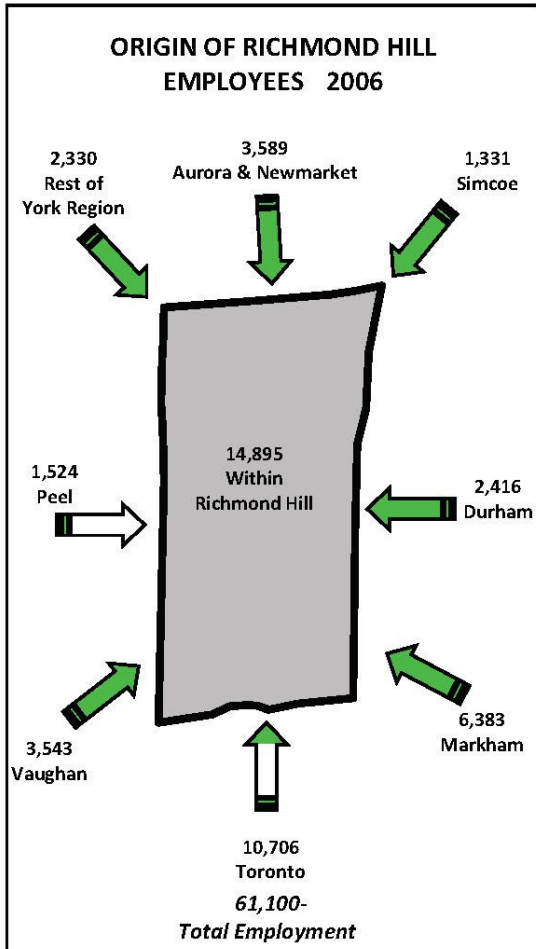 ORIGIN OF RICHMOND HILL
EMPLOYEES 2006
2,330
Rest of
York Region
3,589
Aurora & Newmarket
1,331
Simcoe
14,895
Within
Richmond Hill
1,524
Peel
2,416
Durham
3,543
Vaughan
6,383
Markham
10,706
Toronto
61,100-
Total Employment